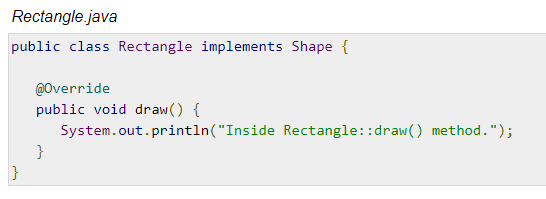 Rectangle.java
public class Rectangle implements Shape {
@Override
public void draw() {
System.out.println("Inside Rectangle::draw() method.");
}
}